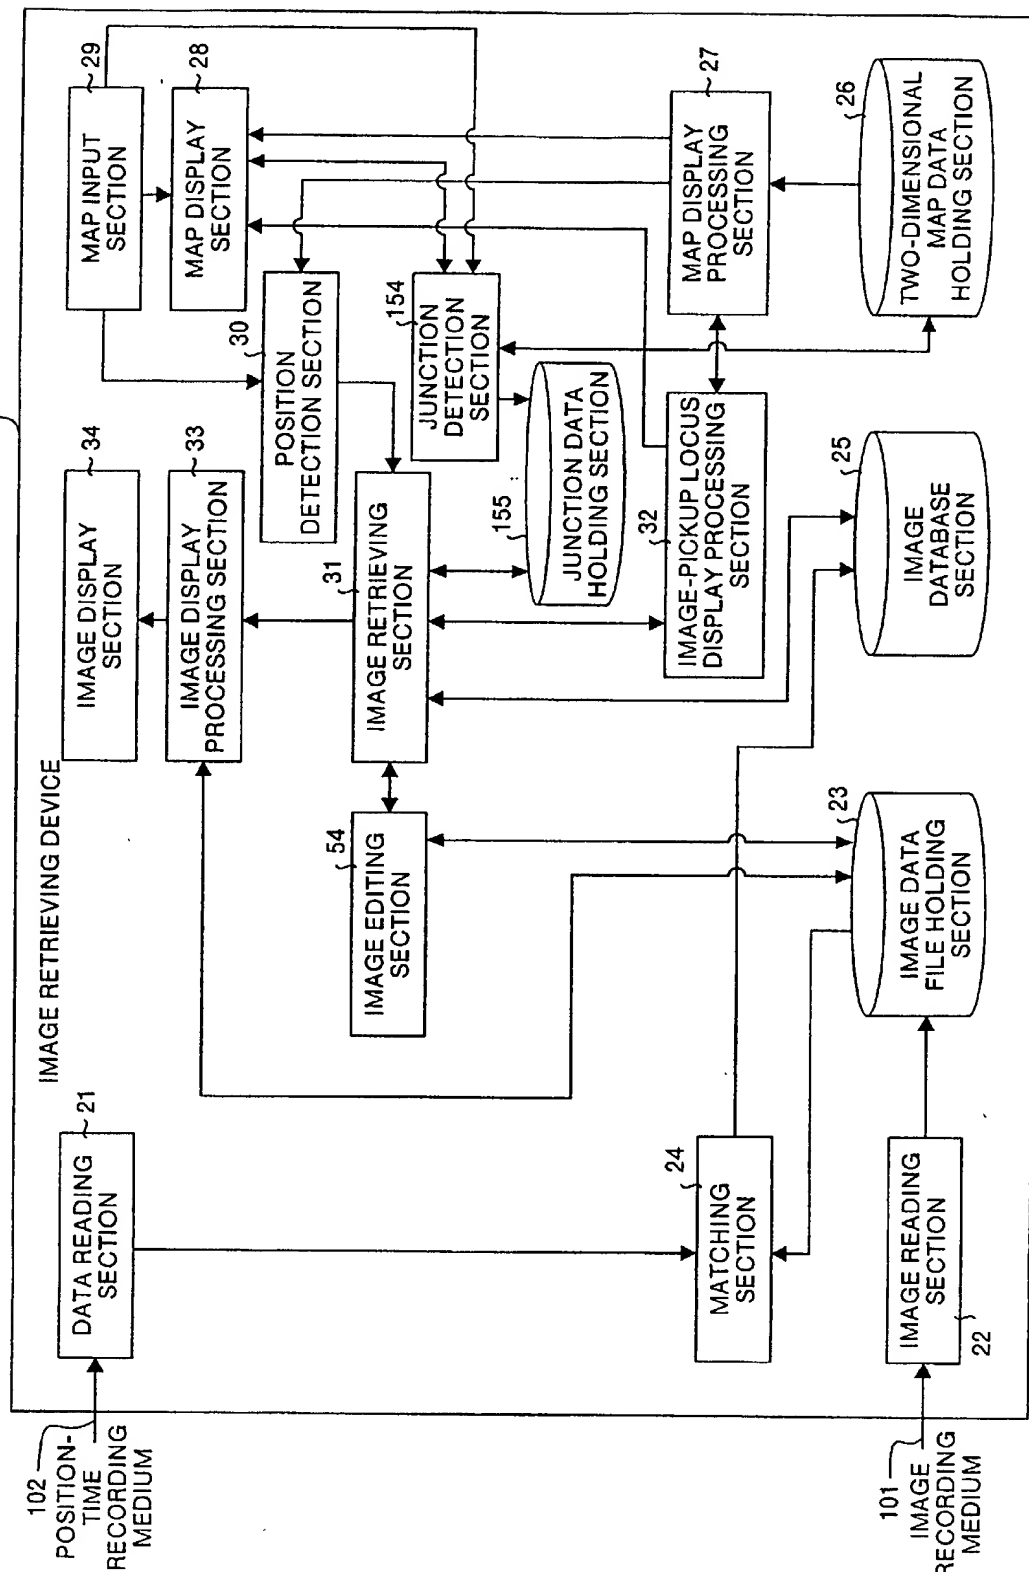 IMAGE RETRIEVING DEVICE
102
POSITION-
TIME
RECORDING
MEDIUM
DATA READING
SECTION
21
IMAGE DISPLAY
SECTION
34
MAP INPUT
SECTION
29
IMAGE DISPLAY
PROCESSING SECTION
33
MAP DISPLAY
SECTION
28
POSITION
DETECTION SECTION
30
54
IMAGE EDITING
SECTION
31
IMAGE RETRIEVING
SECTION
154
JUNCTION
DETECTION
SECTION
155
JUNCTION DATA
HOLDING SECTION
24
MATCHING
SECTION
32
IMAGE-PICKUP LOCUS
DISPLAY PROCESSING
SECTION
MAP DISPLAY
PROCESSING
SECTION
27
101
IMAGE
RECORDING
MEDIUM
IMAGE READING
SECTION
22
23
IMAGE DATA
FILE HOLDING
SECTION
25
IMAGE
DATABASE
SECTION
26
TWO-DIMENSIONAL
MAP DATA
HOLDING SECTION